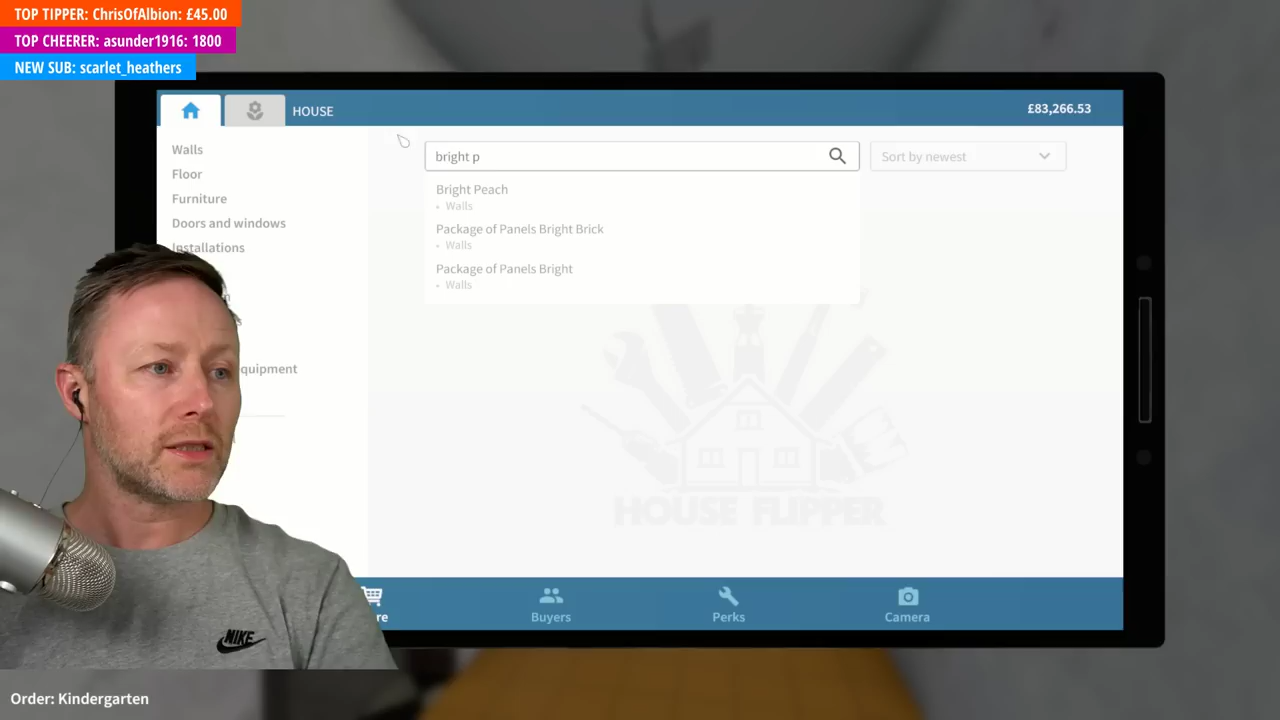 TOP TIPPER: ChrisOfAlbion: £45.00
TOP CHEERER: asunder1916: 1800
NEW SUB: scarlet_heathers
HOUSE
£83,266.53
Walls
Floor
Furniture
Doors and windows
Installations
equipment
bright p
Sort by newest
Bright Peach
Walls
Package of Panels Bright Brick
Walls
Package of Panels Bright
Walls
HOUSE FLIPPER
Buyers
Perks
Camera
NIKE
Order: Kindergarten